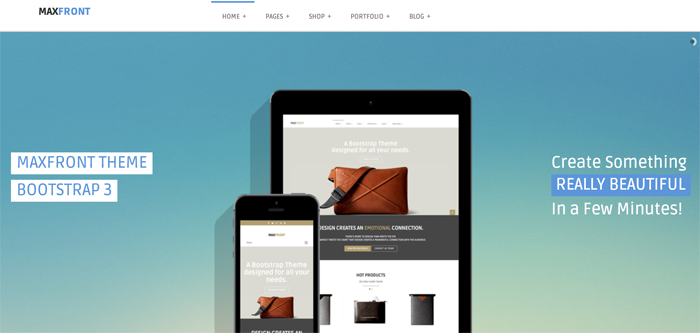 MAXFRONT
HOME +
PAGES +
SHOP +
PORTFOLIO +
BLOG +
MAXFRONT THEME
BOOTSTRAP 3
Create Something
REALLY BEAUTIFUL
In a Few Minutes!
MAXFRONT
A Bootstrap Theme
designed for all your needs.
DESIGN CREATES AN EMOTIONAL CONNECTION.
HOT PRODUCTS
MAXFRONT
A Bootstrap Theme
designed for all your
needs.
DESIGN CREATES AN